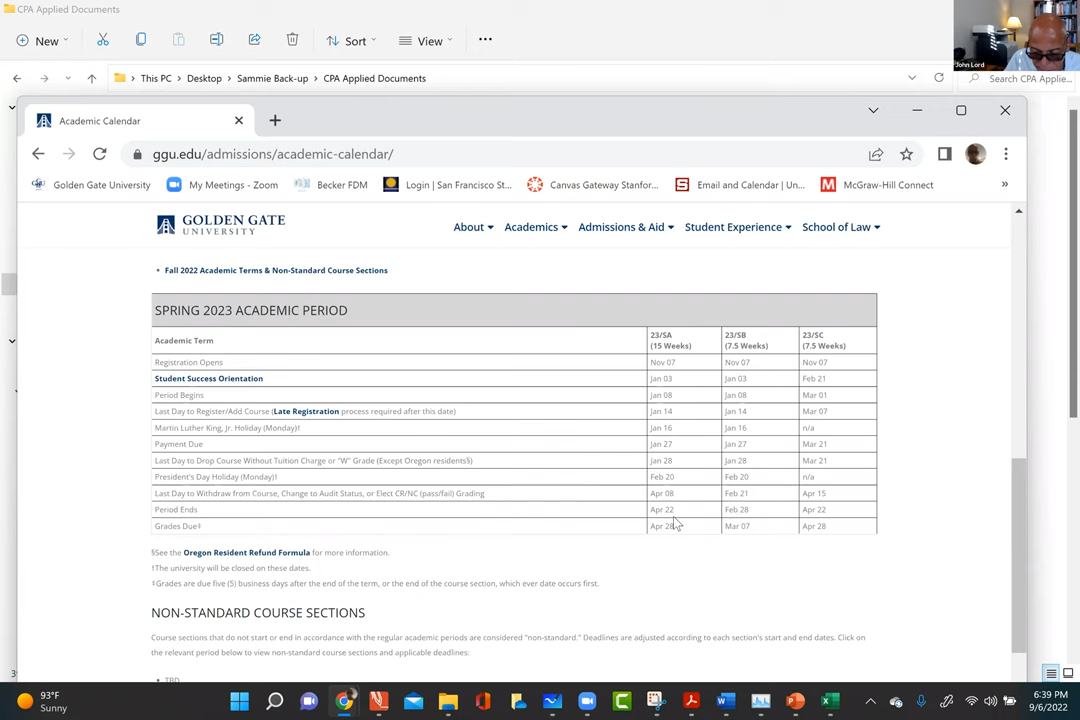 CPA Applied Documents
New
Sort
View
John Lord
This PC > Desktop > Sammie Back-up > CPA Applied Documents
Search CPA Applie...
Academic Calendar
ggu.edu/admissions/academic-calendar/
Golden Gate University My Meetings - Zoom Becker FDM Login | San Francisco St... Canvas Gateway Stanfor... Email and Calendar | Un... McGraw-Hill Connect »
GOLDEN GATE
UNIVERSITY
About Academics Admissions & Aid Student Experience School of Law
• Fall 2022 Academic Terms & Non-Standard Course Sections
SPRING 2023 ACADEMIC PERIOD
Academic Term 23/SA (15 Weeks) 23/SB (7.5 Weeks) 23/SC (7.5 Weeks)
Registration Opens Nov 07 Nov 07 Nov 07
Student Success Orientation Jan 03 Jan 03 Feb 21
Period Begins Jan 08 Jan 08 Mar 01
Last Day to Register/Add Course (Late Registration process required after this date) Jan 14 Jan 14 Mar 07
Martin Luther King, Jr. Holiday (Monday)† Jan 16 Jan 16 n/a
Payment Due Jan 27 Jan 27 Mar 21
Last Day to Drop Course Without Tuition Charge or "W" Grade (Except Oregon residents§) Jan 28 Jan 28 Mar 21
President's Day Holiday (Monday)† Feb 20 Feb 20 n/a
Last Day to Withdraw from Course, Change to Audit Status, or Elect CR/NC (pass/fail) Grading Apr 08 Feb 21 Apr 15
Period Ends Apr 22 Feb 28 Apr 22
Grades Due‡ Apr 28 Mar 07 Apr 28
§See the Oregon Resident Refund Formula for more information.
†The university will be closed on these dates.
‡Grades are due five (5) business days after the end of the term, or the end of the course section, which ever date occurs first.
NON-STANDARD COURSE SECTIONS
Course sections that do not start or end in accordance with the regular academic periods are considered "non-standard." Deadlines are adjusted according to each section's start and end dates. Click on
the relevant period below to view non-standard course sections and applicable deadlines:
• TBD
93°F
Sunny
6:39 PM
9/6/2022